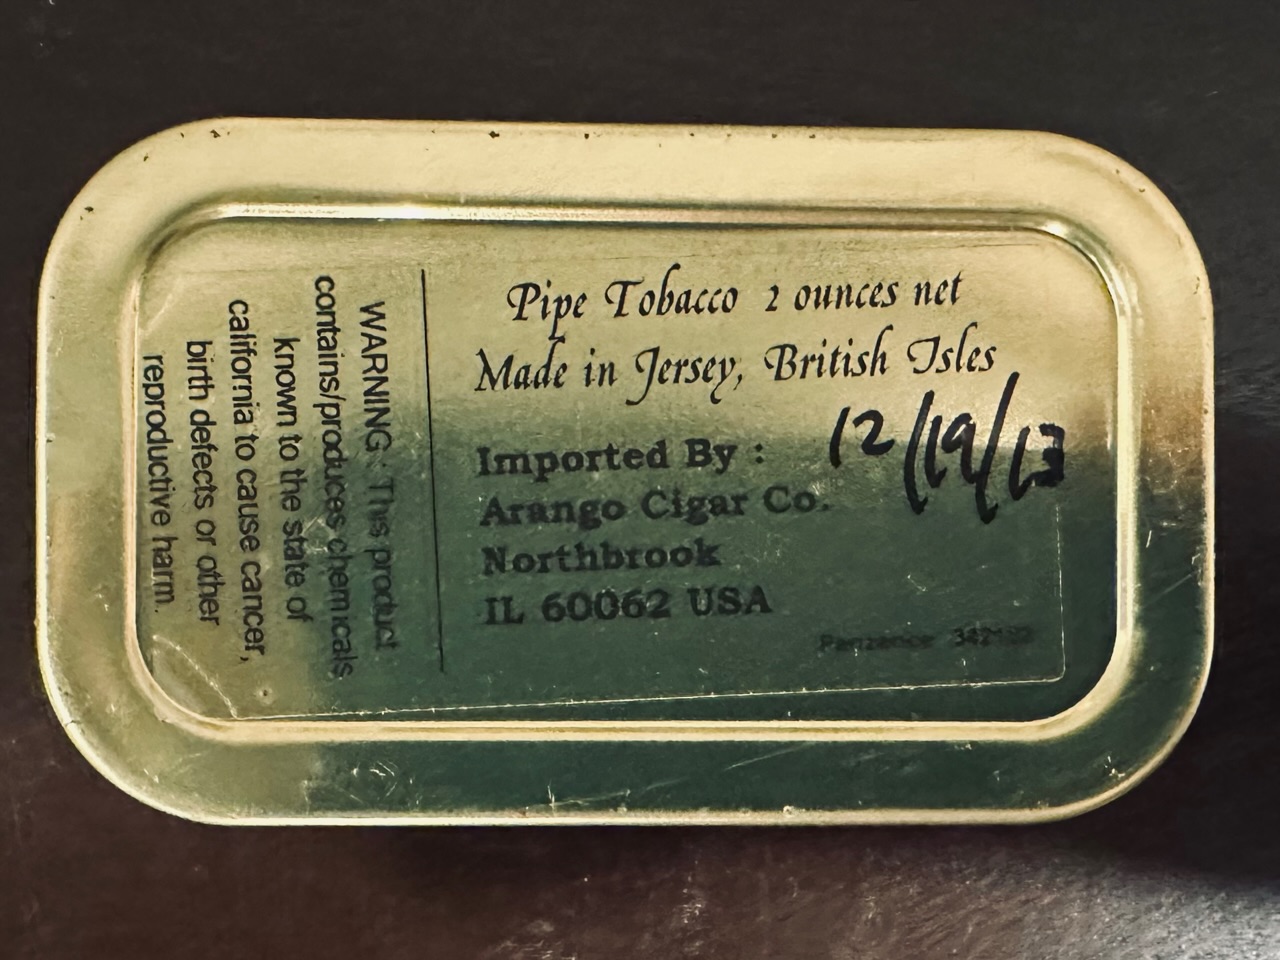 Pipe Tobacco 2 ounces net
Made in Jersey, British Isles
12/19/13
Imported By :
Arango Cigar Co.
Northbrook
IL 60062 USA
Penzance
WARNING : This product
contains/produces chemicals
known to the state of
california to cause cancer,
birth defects or other
reproductive harm.